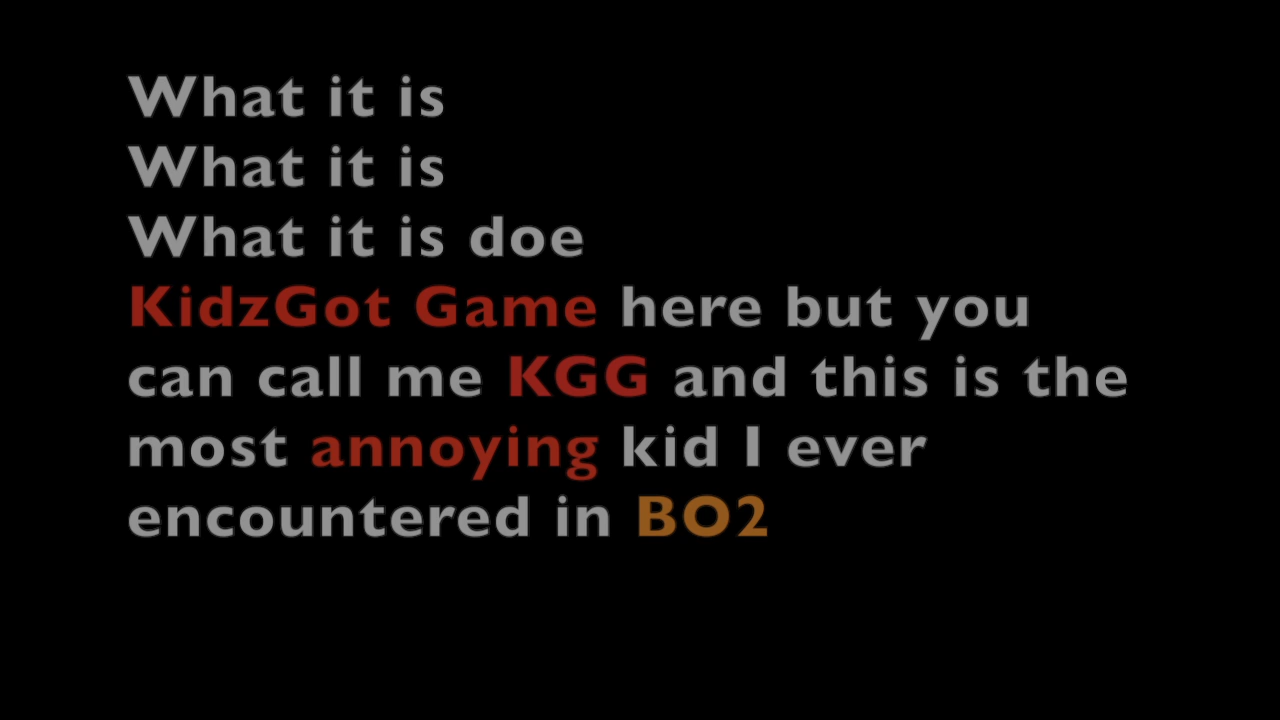 What it is
What it is
What it is doe
KidzGot Game here but you
can call me KGG and this is the
most annoying kid I ever
encountered in BO2